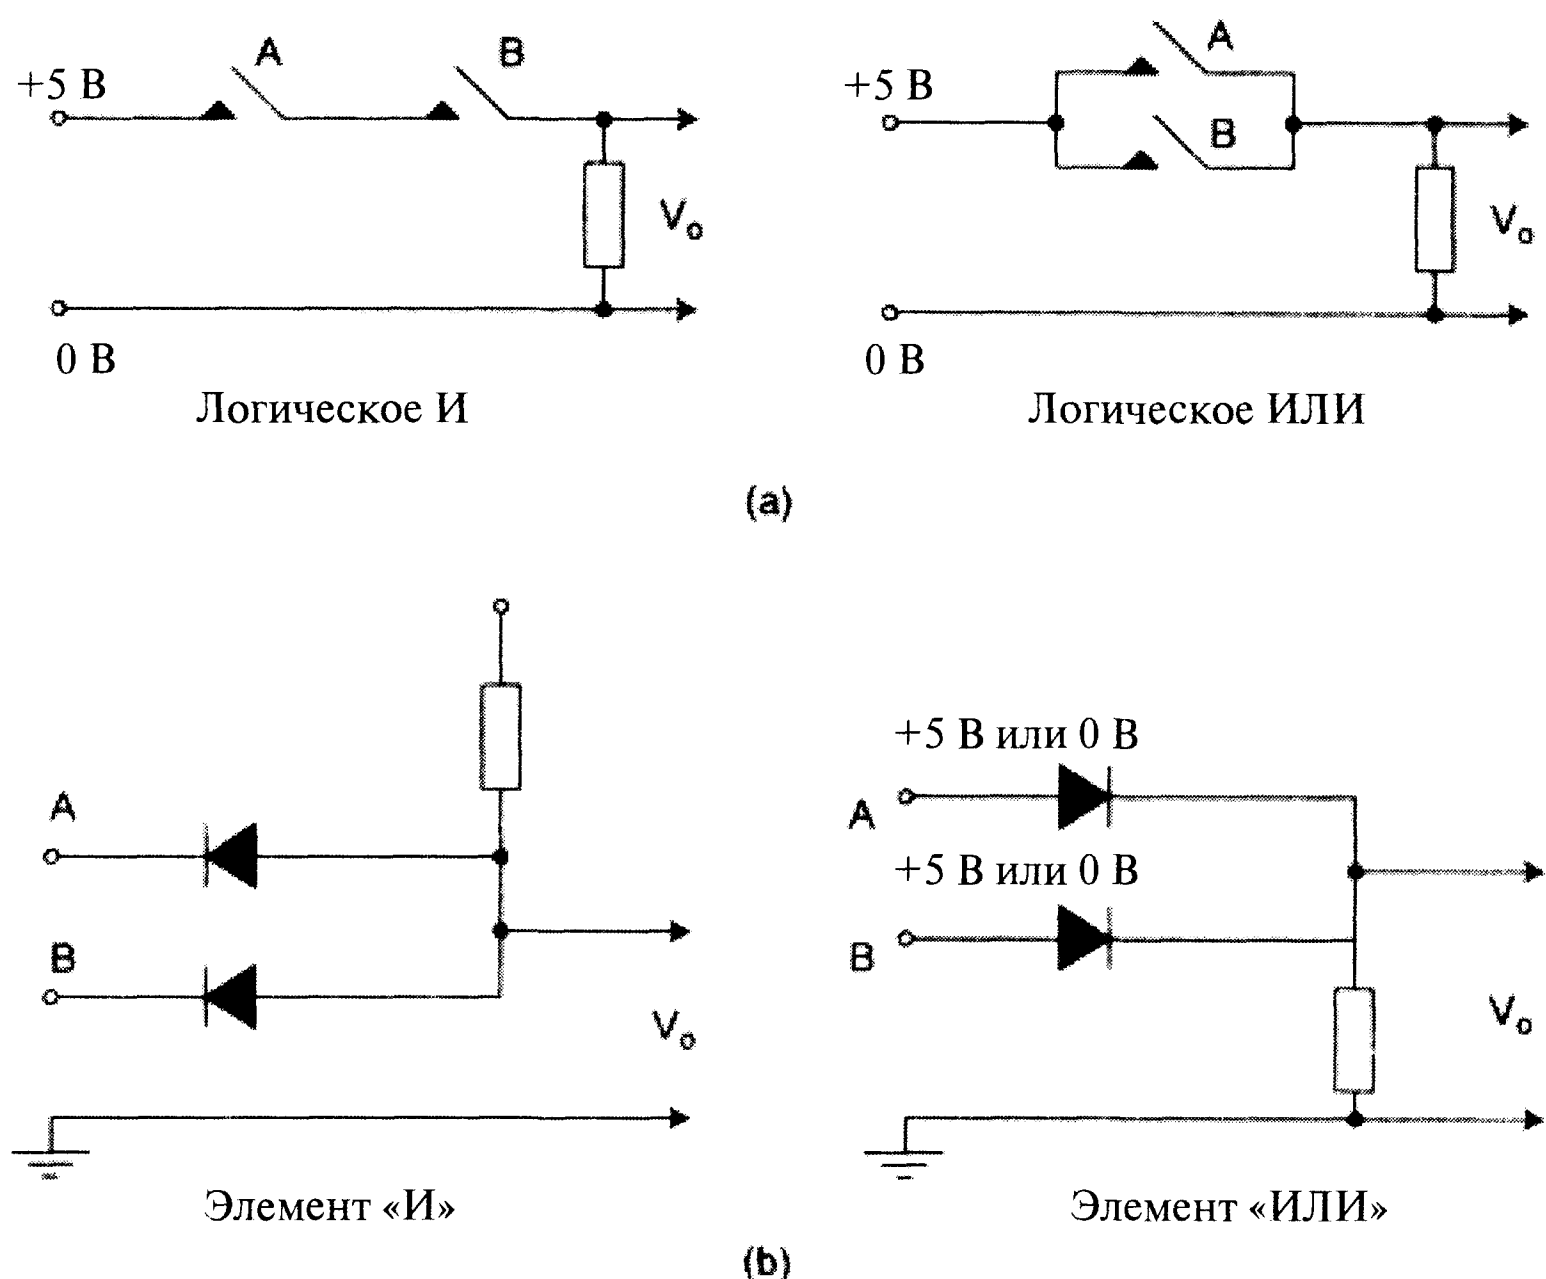 A B
+5 В
V₀
0 В
Логическое И
A
+5 В
B
V₀
0 В
Логическое ИЛИ
(a)
A
B
V₀
Элемент «И»
+5 В или 0 В
A
+5 В или 0 В
B
V₀
Элемент «ИЛИ»
(b)